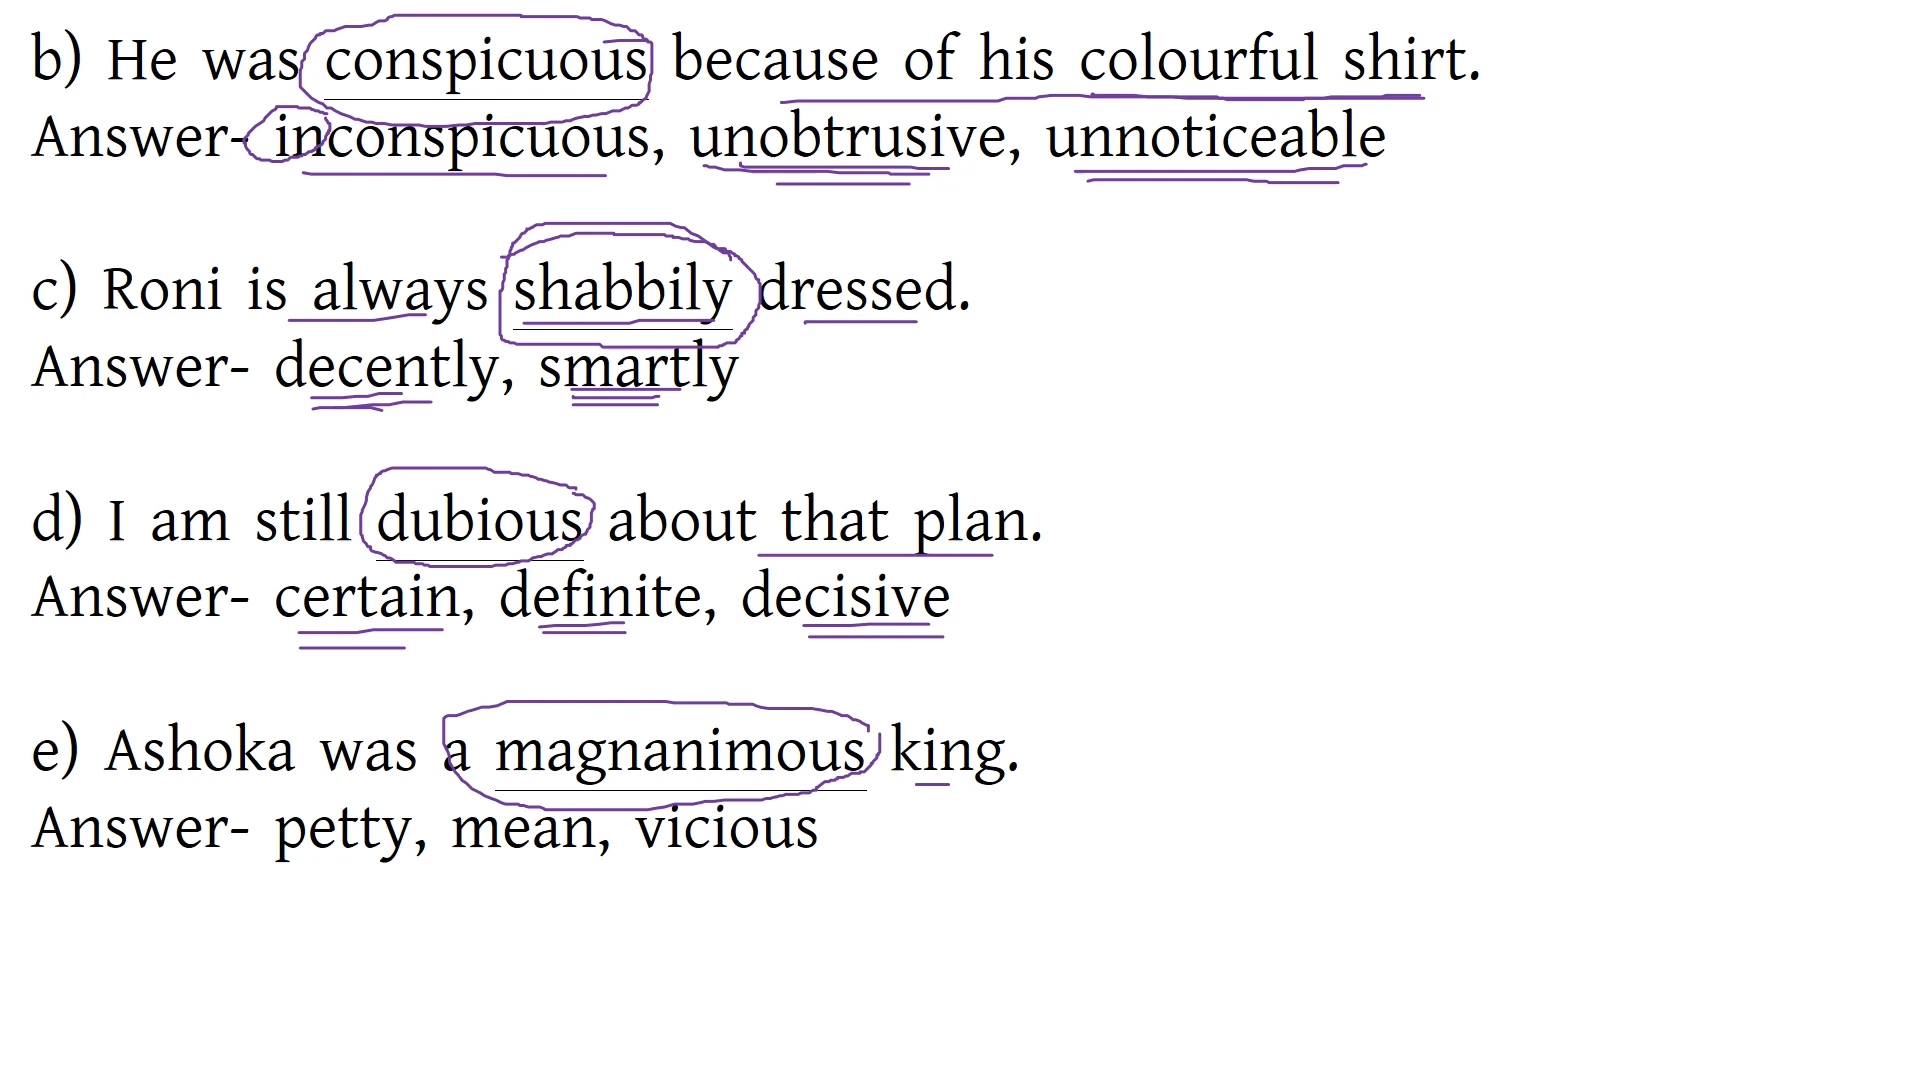 b) He was conspicuous because of his colourful shirt.
Answer- inconspicuous, unobtrusive, unnoticeable
c) Roni is always shabbily dressed.
Answer- decently, smartly
d) I am still dubious about that plan.
Answer- certain, definite, decisive
e) Ashoka was a magnanimous king.
Answer- petty, mean, vicious